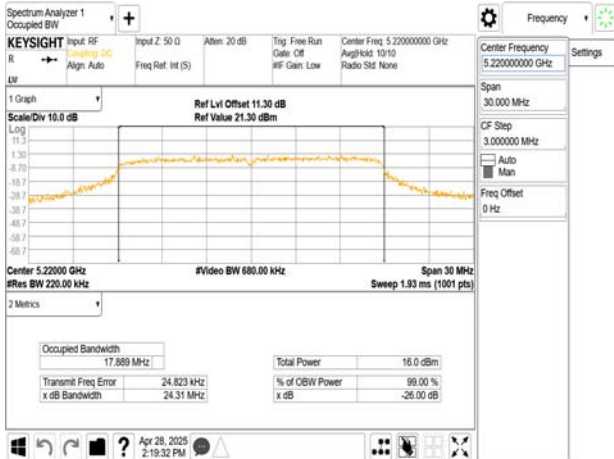 Spectrum Analyzer 1
Occupied BW
Frequency
KEYSIGHT Input: RF
R
Coupling: DC
Align: Auto
LXI
Input Z: 50 Ω
Freq Ref: Int (S)
Atten: 20 dB
Trig: Free Run
Gate: Off
#IF Gain: Low
Center Freq: 5.220000000 GHz
Avg|Hold: 10/10
Radio Std: None
Center Frequency
5.220000000 GHz
Settings
Span
30.000 MHz
CF Step
3.000000 MHz
Auto
Man
Freq Offset
0 Hz
1 Graph
Scale/Div 10.0 dB
Ref Lvl Offset 11.30 dB
Ref Value 21.30 dBm
Log
11.3
1.30
-8.70
-18.7
-28.7
-38.7
-48.7
-58.7
-68.7
Center 5.22000 GHz
#Video BW 680.00 kHz
Span 30 MHz
#Res BW 220.00 kHz
Sweep 1.93 ms (1001 pts)
2 Metrics
Occupied Bandwidth
17.889 MHz
Total Power 16.0 dBm
Transmit Freq Error 24.823 kHz
% of OBW Power 99.00 %
x dB Bandwidth 24.31 MHz
x dB -26.00 dB
?
Apr 28, 2025
2:19:32 PM